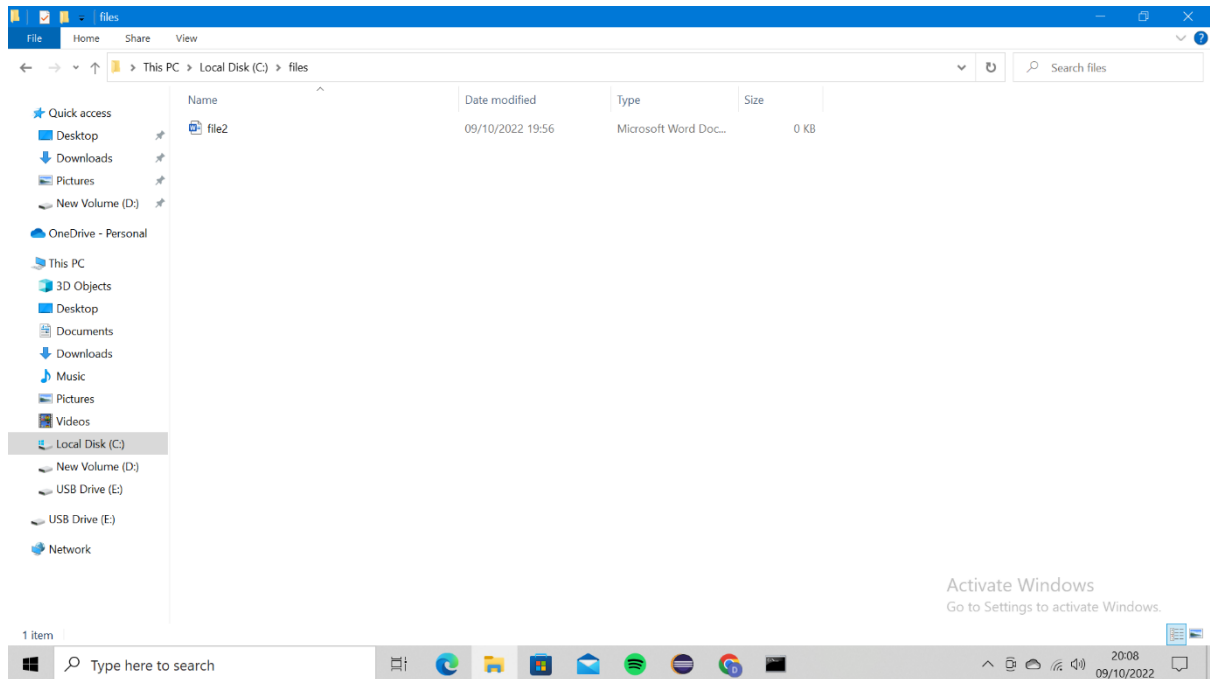 files
File Home Share View
This PC > Local Disk (C:) > files
Search files
Name Date modified Type Size
file2 09/10/2022 19:56 Microsoft Word Doc... 0 KB
Quick access
Desktop
Downloads
Pictures
New Volume (D:)
OneDrive - Personal
This PC
3D Objects
Desktop
Documents
Downloads
Music
Pictures
Videos
Local Disk (C:)
New Volume (D:)
USB Drive (E:)
USB Drive (E:)
Network
Activate Windows
Go to Settings to activate Windows.
1 item
Type here to search
20:08
09/10/2022